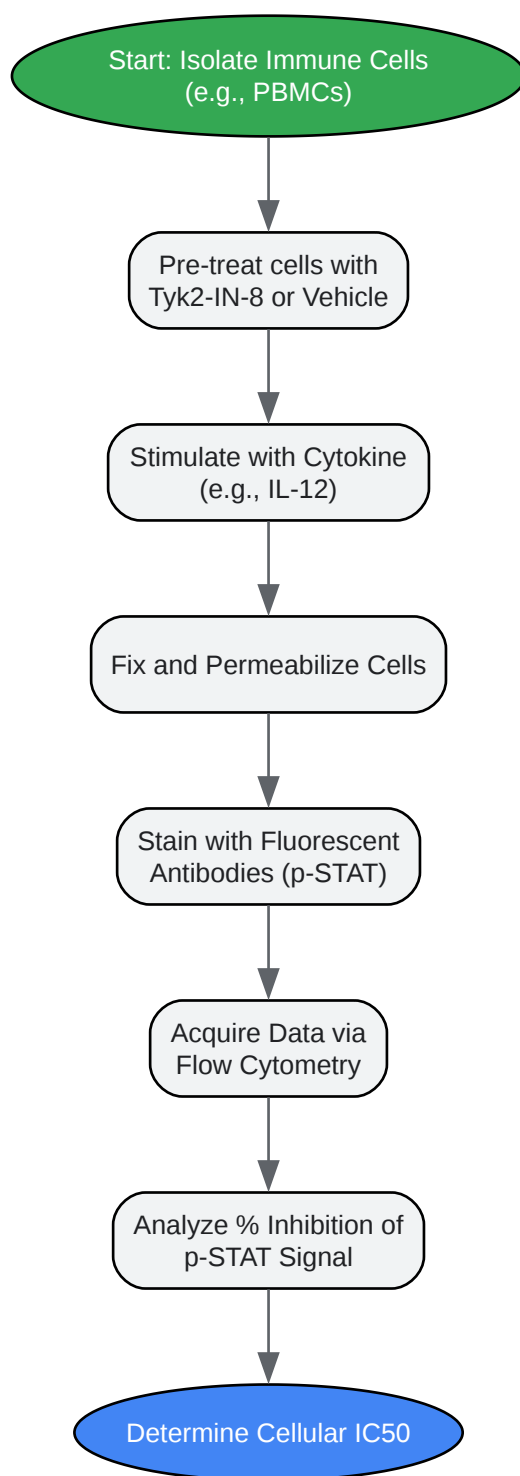 Start: Isolate Immune Cells
(e.g., PBMCs)
Pre-treat cells with
Tyk2-IN-8 or Vehicle
Stimulate with Cytokine
(e.g., IL-12)
Fix and Permeabilize Cells
Stain with Fluorescent
Antibodies (p-STAT)
Acquire Data via
Flow Cytometry
Analyze % Inhibition of
p-STAT Signal
Determine Cellular IC50